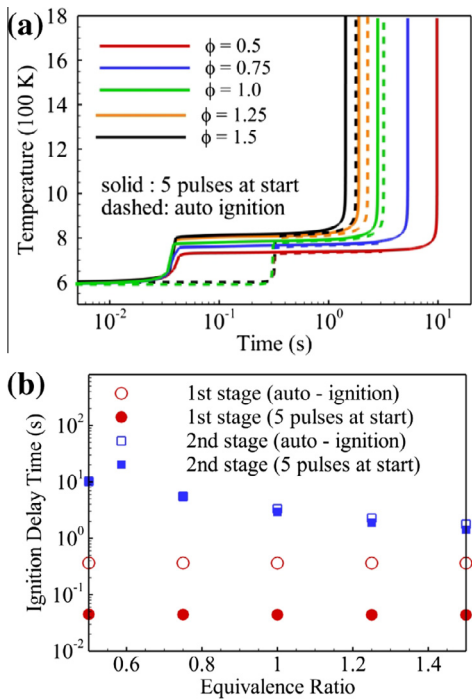 (a)
18
16
14
12
10
8
6
Temperature (100 K)
ϕ = 0.5
ϕ = 0.75
ϕ = 1.0
ϕ = 1.25
ϕ = 1.5
solid : 5 pulses at start
dashed: auto ignition
10⁻² 10⁻¹ 10⁰ 10¹
Time (s)
(b)
Ignition Delay Time (s)
10²
10¹
10⁰
10⁻¹
10⁻²
1st stage (auto - ignition)
1st stage (5 pulses at start)
2nd stage (auto - ignition)
2nd stage (5 pulses at start)
0.6 0.8 1 1.2 1.4
Equivalence Ratio